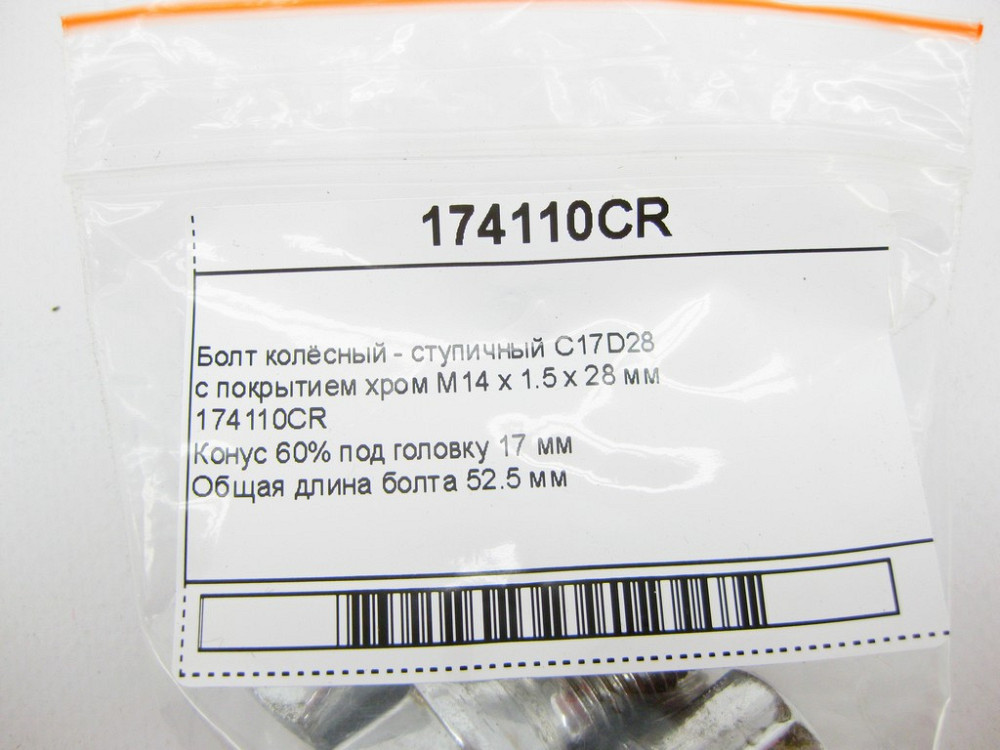 174110CR
Болт колёсный - ступичный C17D28
с покрытием хром M14 x 1.5 x 28 мм
174110CR
Конус 60% под головку 17 мм
Общая длина болта 52.5 мм